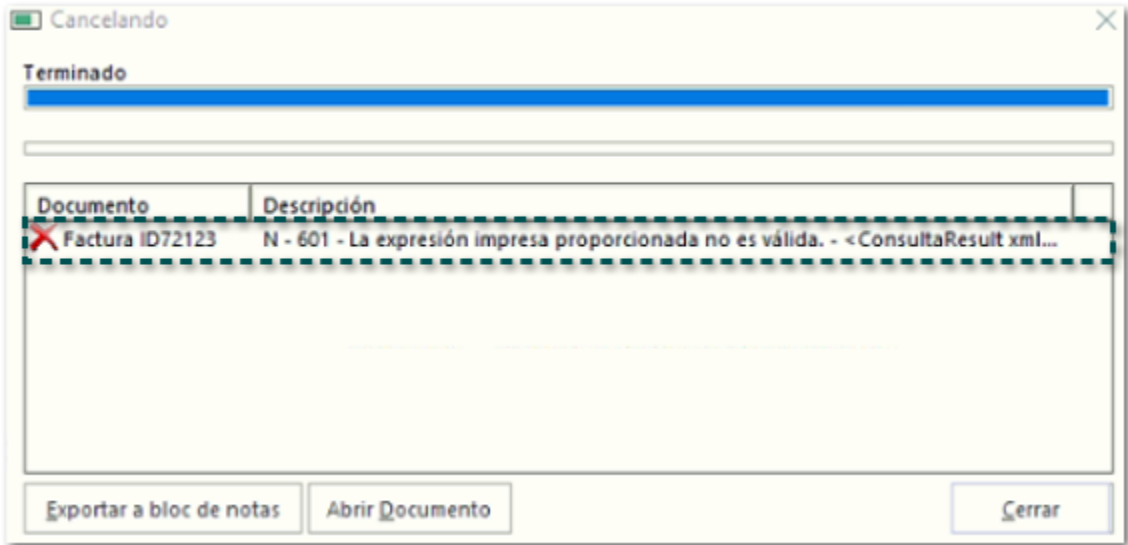 Cancelando
Terminado
Documento Descripción
Factura ID72123 N - 601 - La expresión impresa proporcionada no es válida. - <ConsultaResult xml...
Exportar a bloc de notas Abrir Documento Cerrar